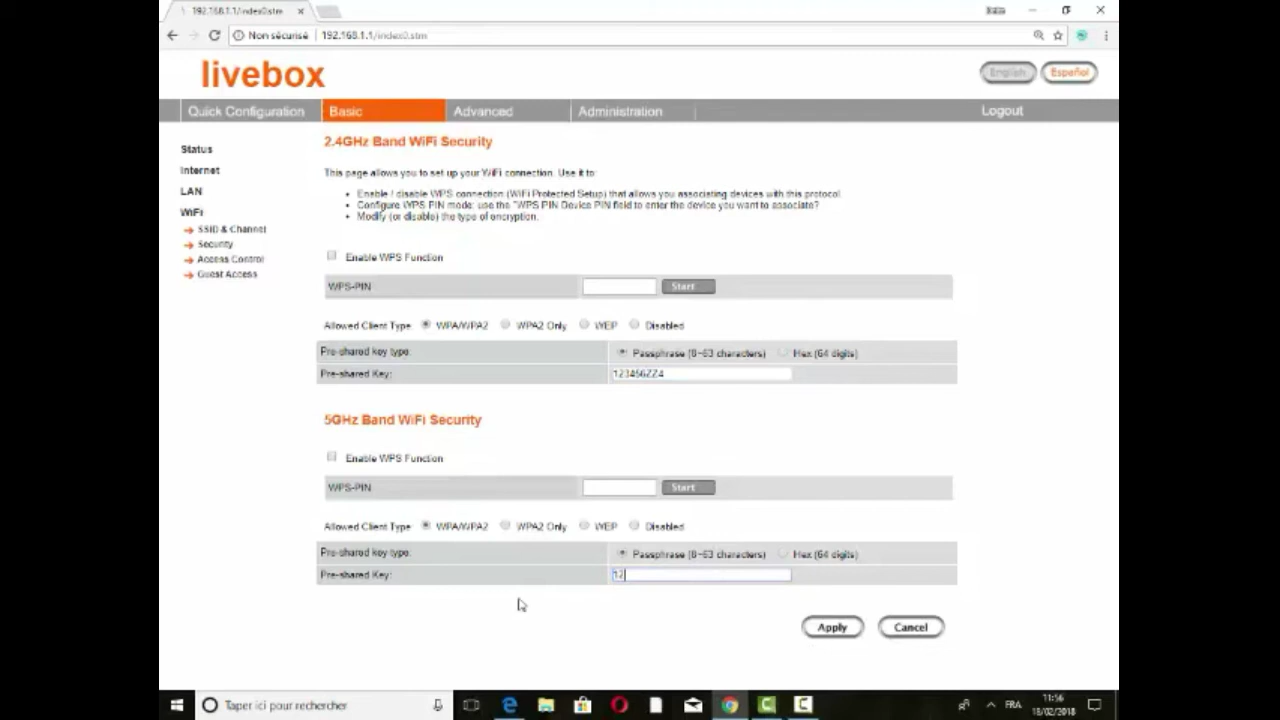 192.168.1.1/index0.stm
Non sécurisé 192.168.1.1/index0.stm
livebox
English Español
Quick Configuration Basic Advanced Administration Logout
2.4GHz Band WiFi Security
Status
This page allows you to set up your WiFi connection. Use it to:
Internet
LAN
Enable / disable WPS connection (WiFi Protected Setup) that allows you associating devices with this protocol.
Configure WPS PIN mode: use the "WPS PIN Device PIN field to enter the device you want to associate?
Modify (or disable) the type of encryption.
WiFi
SSID & Channel
Security
Access Control
Guest Access
Enable WPS Function
WPS-PIN Start
Allowed Client Type WPA/WPA2 WPA2 Only WEP Disabled
Pre-shared key type: Passphrase (8~63 characters) Hex (64 digits)
Pre-shared Key: 123456ZZ4
5GHz Band WiFi Security
Enable WPS Function
WPS-PIN Start
Allowed Client Type WPA/WPA2 WPA2 Only WEP Disabled
Pre-shared key type: Passphrase (8~63 characters) Hex (64 digits)
Pre-shared Key: 12
Apply Cancel
Taper ici pour rechercher FRA 11:56
18/02/2018